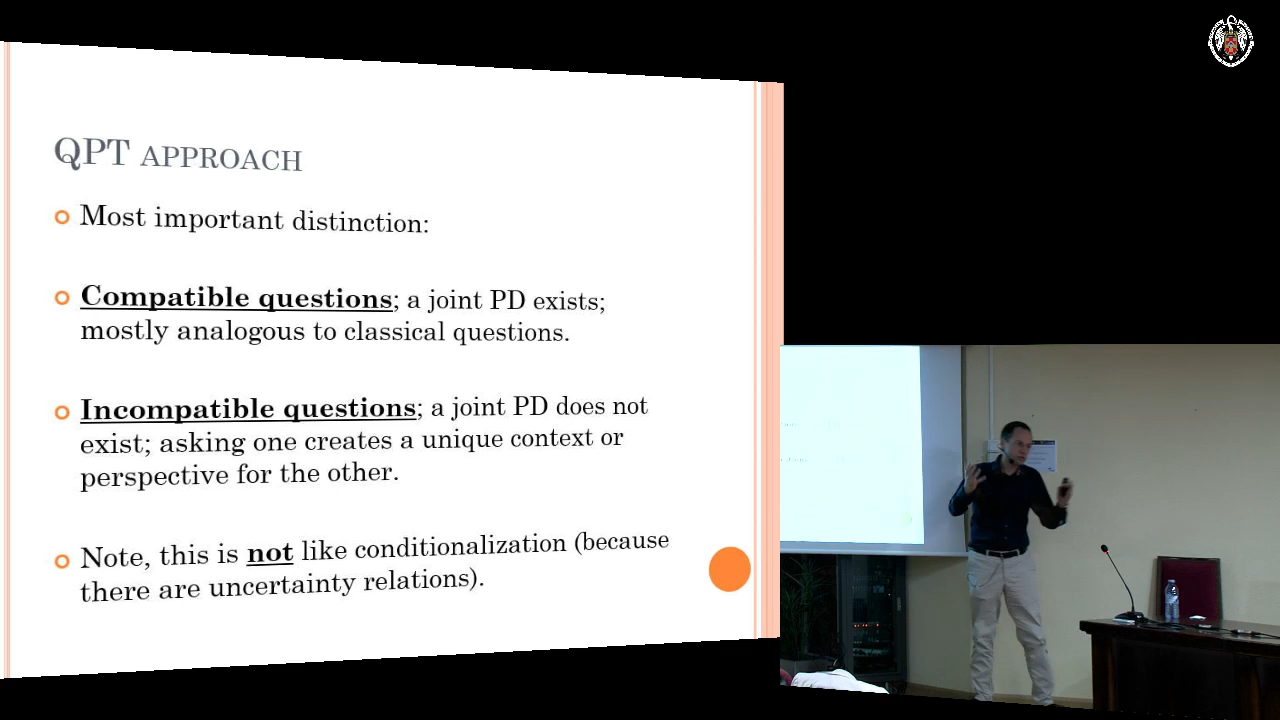 QPT APPROACH
Most important distinction:
Compatible questions; a joint PD exists;
mostly analogous to classical questions.
Incompatible questions; a joint PD does not
exist; asking one creates a unique context or
perspective for the other.
Note, this is not like conditionalization (because
there are uncertainty relations).